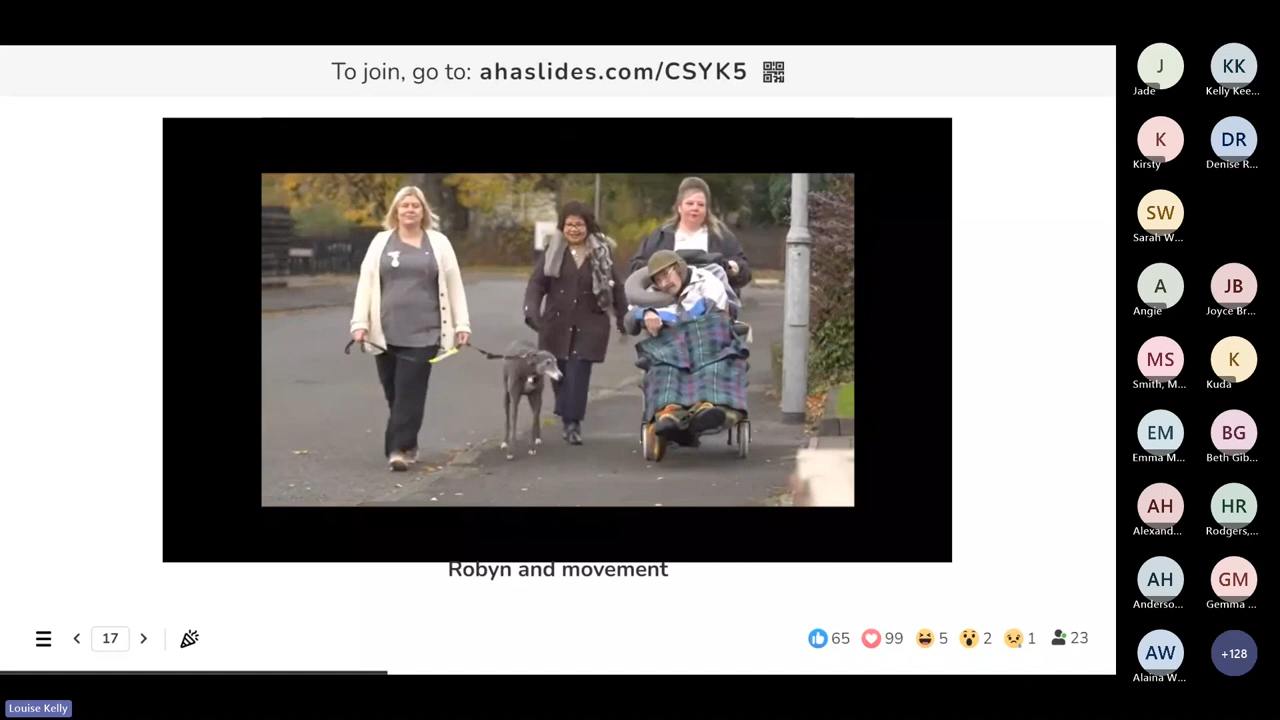 To join, go to: ahaslides.com/CSYK5
Robyn and movement
17
65
99
5
2
1
23
J
Jade
KK
Kelly Kee...
K
Kirsty
DR
Denise R...
SW
Sarah W...
A
Angie
JB
Joyce Br...
MS
Smith, M...
K
Kuda
EM
Emma M...
BG
Beth Gib...
AH
Alexand...
HR
Rodgers,...
AH
Anderso...
GM
Gemma ...
AW
Alaina W...
+128
Louise Kelly